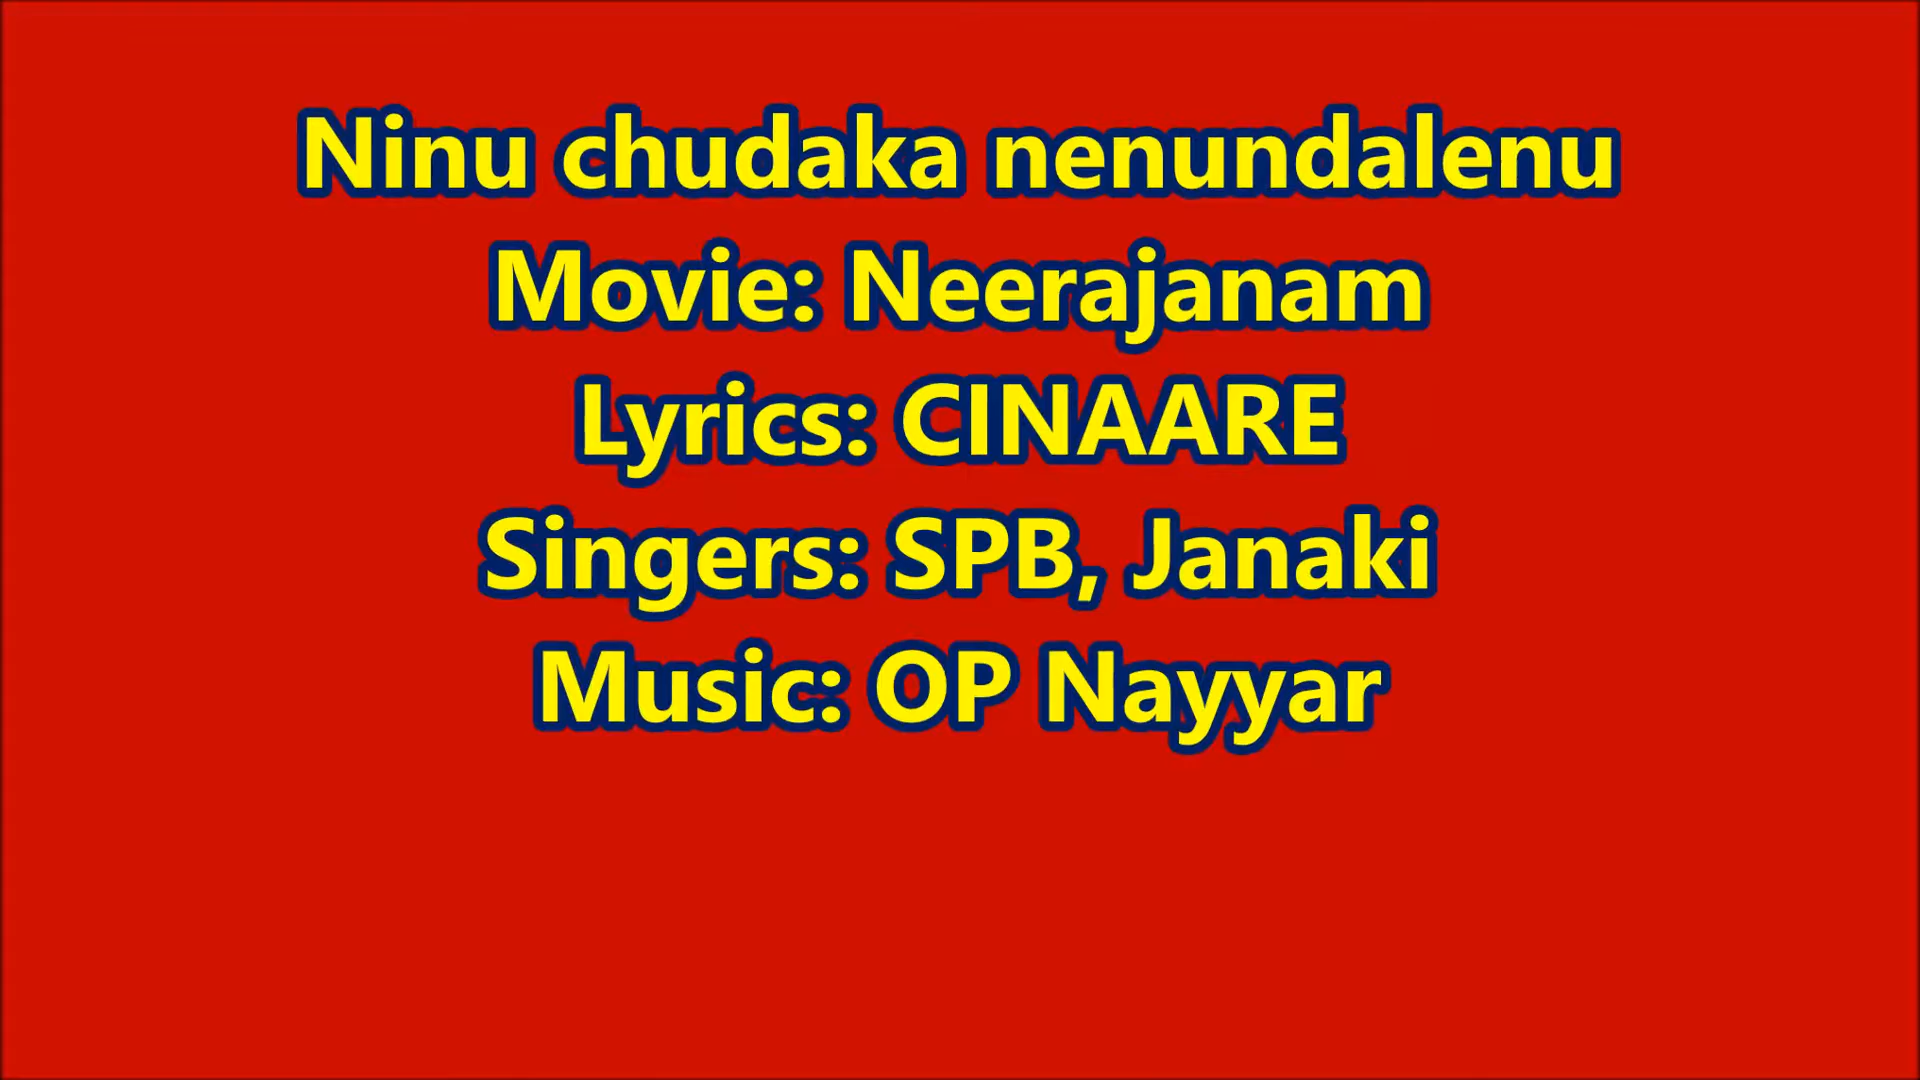 Ninu chudaka nenundalenu
Movie: Neerajanam
Lyrics: CINAARE
Singers: SPB, Janaki
Music: OP Nayyar